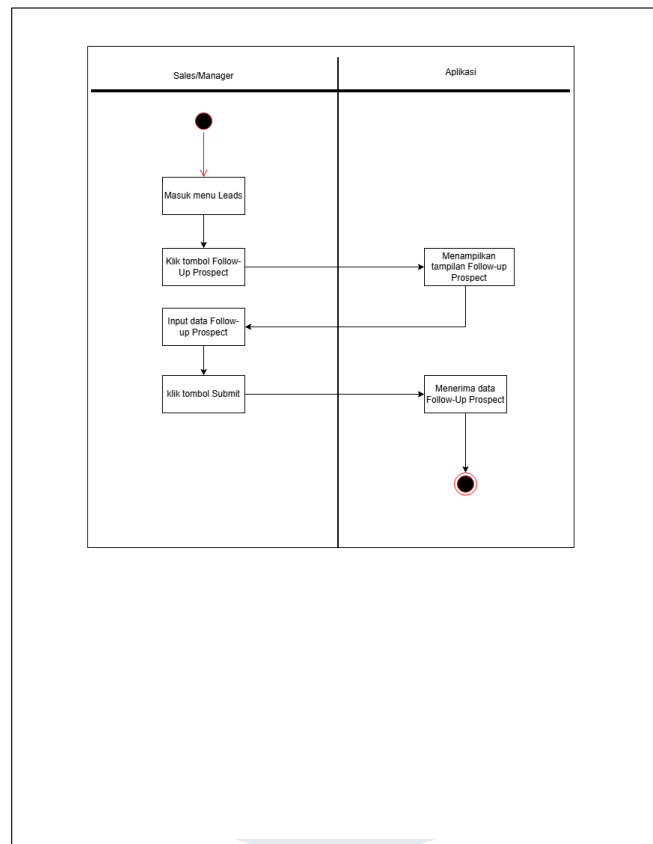 Sales/Manager
Aplikasi
Masuk menu Leads
Klik tombol Follow-
Up Prospect
Menampilkan
tampilan Follow-up
Prospect
Input data Follow-
up Prospect
klik tombol Submit
Menerima data
Follow-Up Prospect